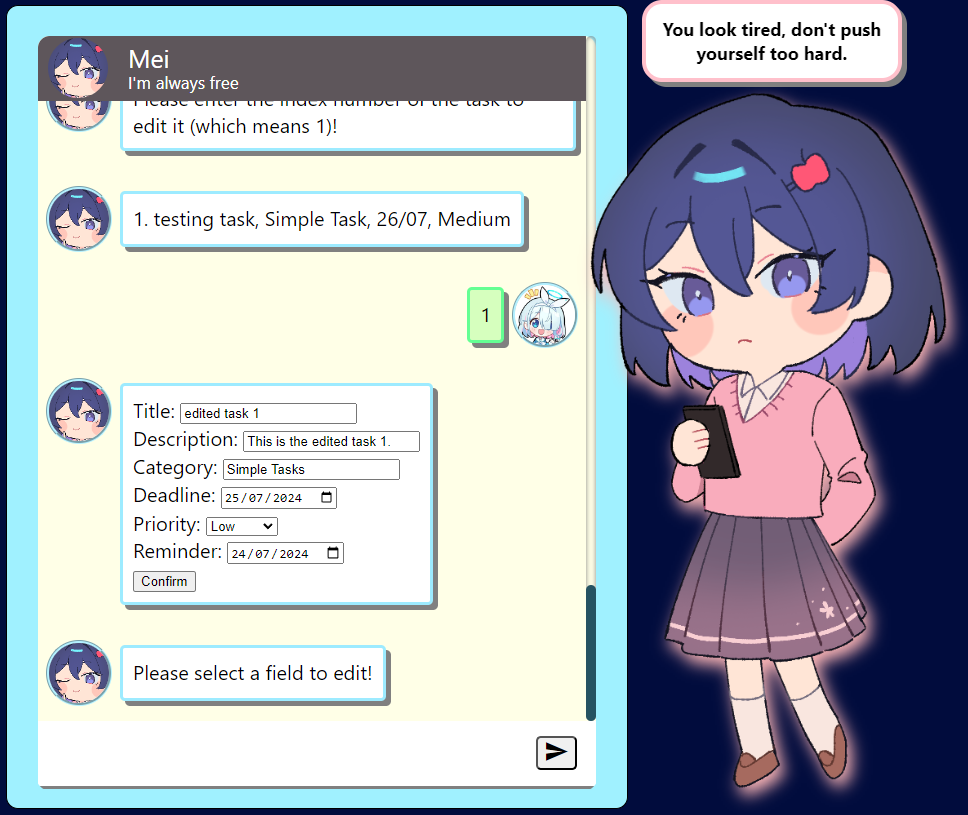 You look tired, don't push
yourself too hard.
Mei
I'm always free
Please enter the index number of the task to
edit it (which means 1)!
1. testing task, Simple Task, 26/07, Medium
1
Title: edited task 1
Description: This is the edited task 1.
Category: Simple Tasks
Deadline: 25/07/2024
Priority: Low
Reminder: 24/07/2024
Confirm
Please select a field to edit!